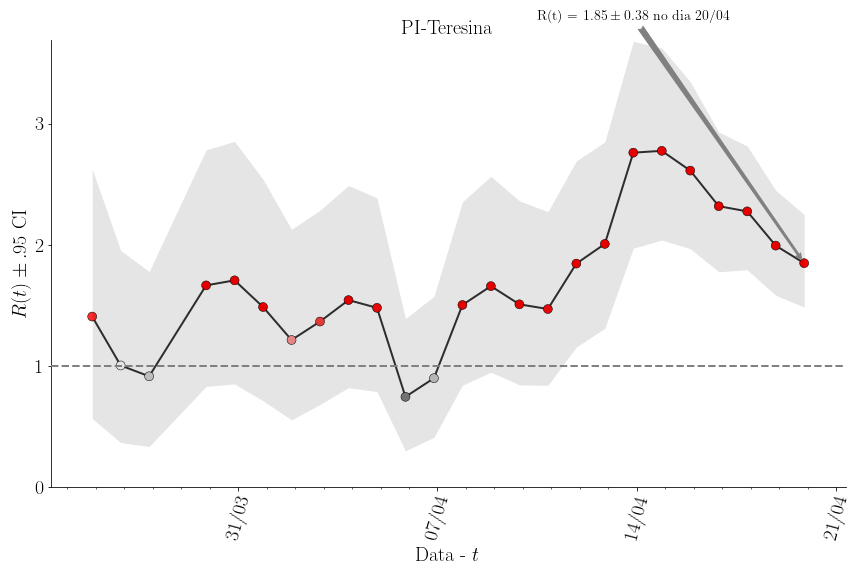 R(t) = 1.85 ± 0.38 no dia 20/04
PI-Teresina
R(t) ± .95 CI
3
2
1
0
31/03
07/04
14/04
21/04
Data - t